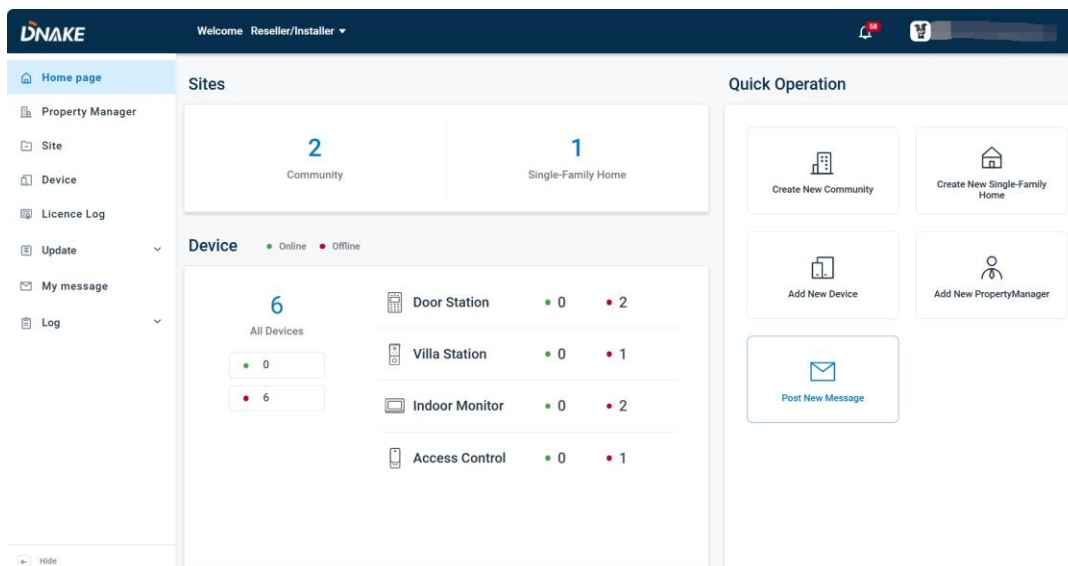 DNAKE
Welcome Reseller/Installer
58
Home page
Property Manager
Site
Device
Licence Log
Update
My message
Log
Hide
Sites
2
Community
1
Single-Family Home
Device
Online
Offline
6
All Devices
0
6
Door Station 0 2
Villa Station 0 1
Indoor Monitor 0 2
Access Control 0 1
Quick Operation
Create New Community
Create New Single-Family
Home
Add New Device
Add New PropertyManager
Post New Message